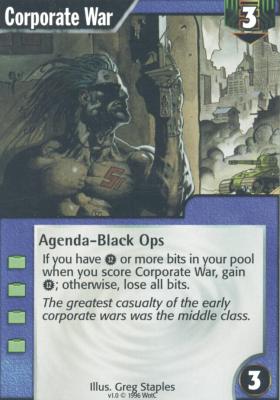 Corporate War
3
Agenda-Black Ops
If you have 12 or more bits in your pool
when you score Corporate War, gain
12; otherwise, lose all bits.
The greatest casualty of the early
corporate wars was the middle class.
3
Illus. Greg Staples
v1.0 © 1996 WotC